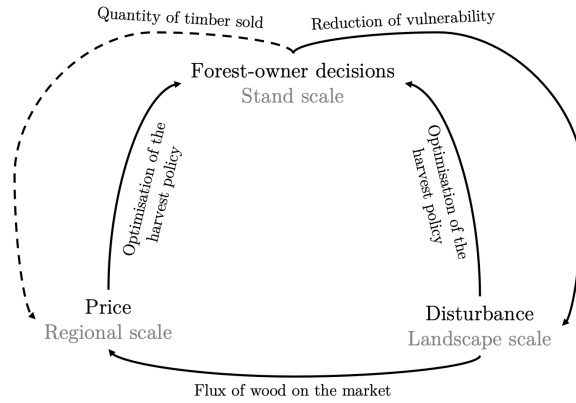 Quantity of timber sold
Reduction of vulnerability
Forest-owner decisions
Stand scale
Optimisation of the
harvest policy
Optimisation of the
harvest policy
Price
Regional scale
Disturbance
Landscape scale
Flux of wood on the market